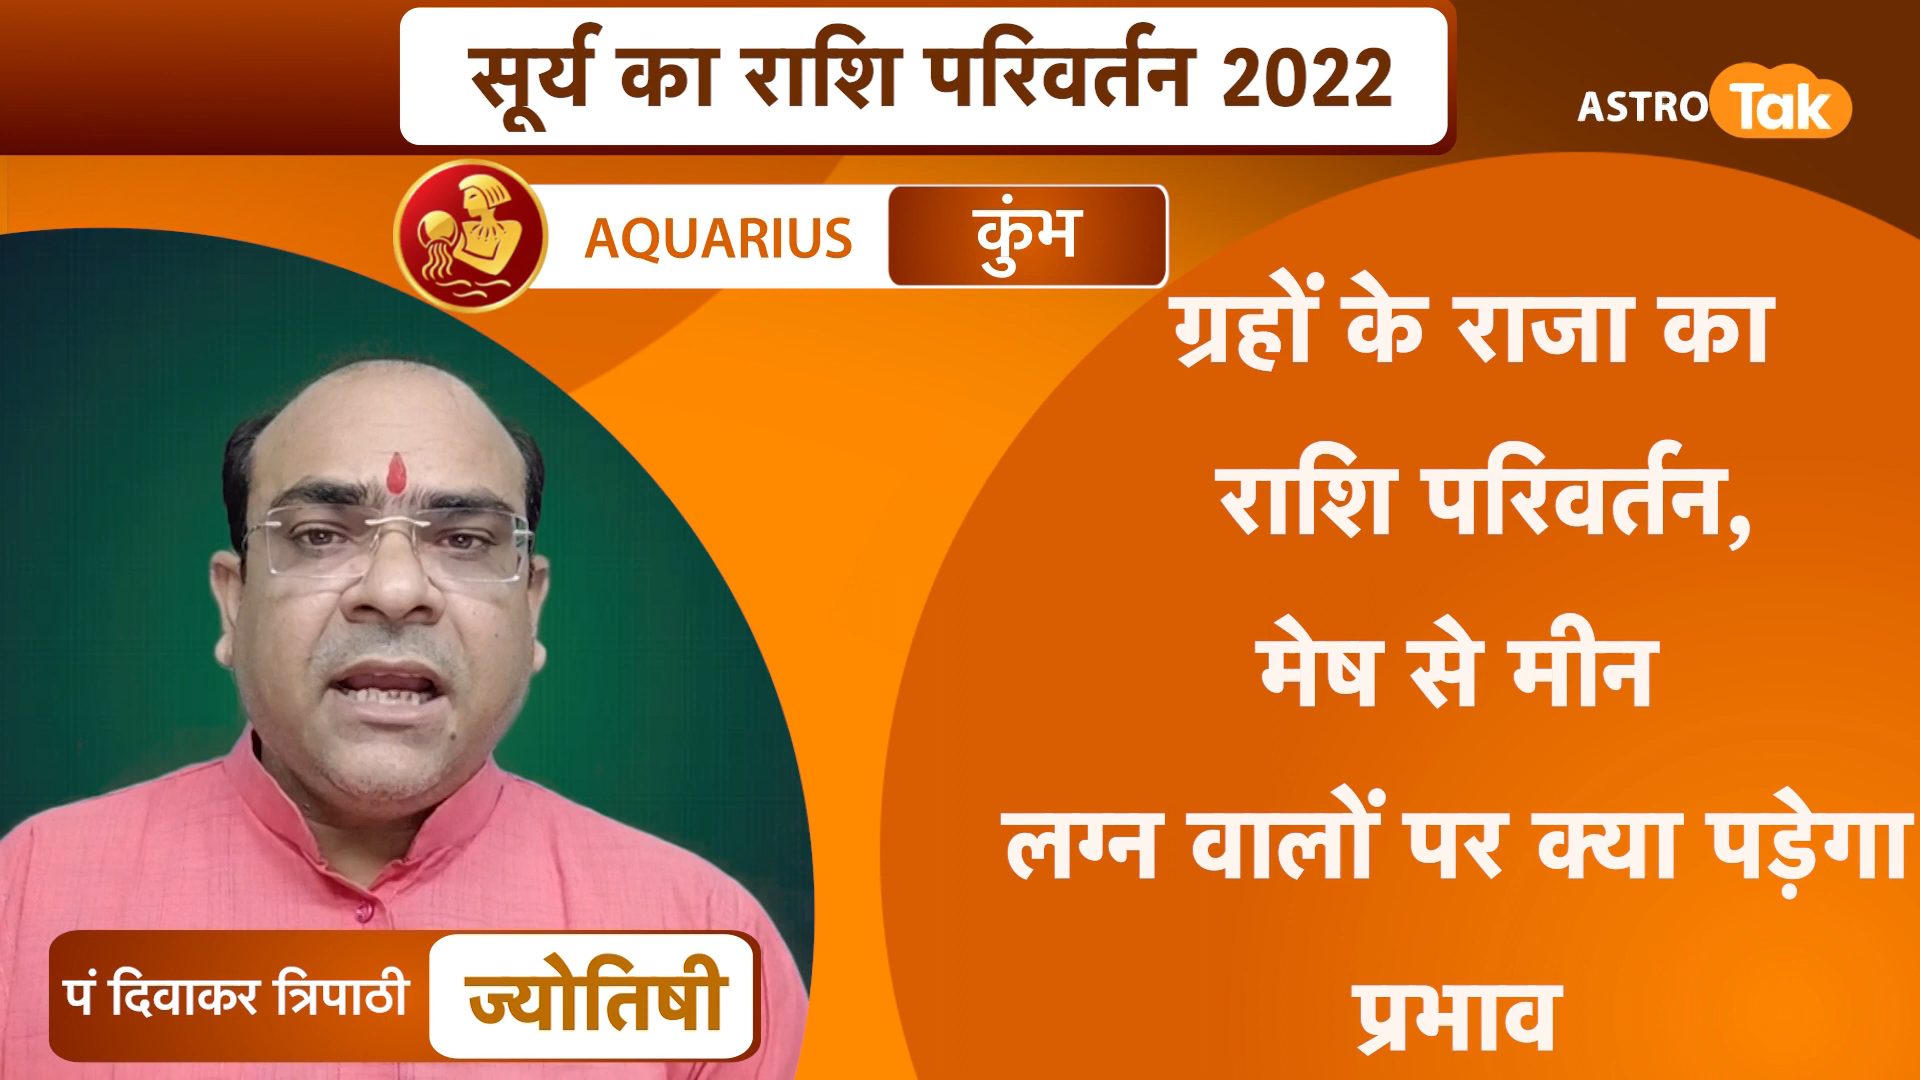 सूर्य का राशि परिवर्तन 2022
ASTRO Tak
AQUARIUS कुंभ
ग्रहों के राजा का
राशि परिवर्तन,
मेष से मीन
लग्न वालों पर क्या पड़ेगा
प्रभाव
पं दिवाकर त्रिपाठी ज्योतिषी